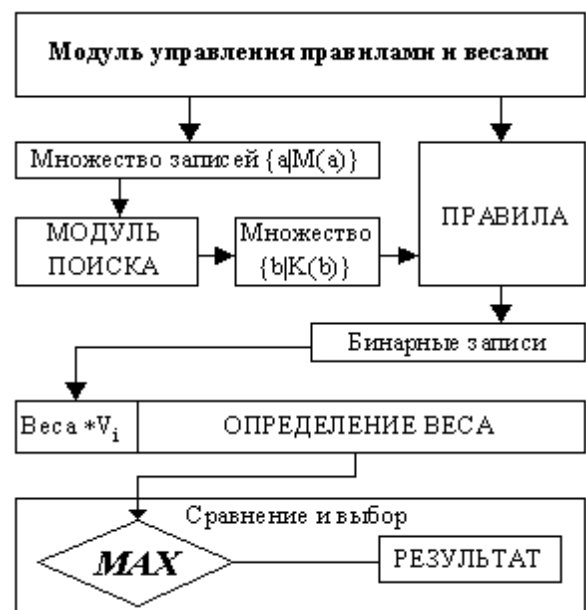 Модуль управления правилами и весами
Множество записей {a|M(a)}
МОДУЛЬ
ПОИСКА
Множество
{b|K(b)}
ПРАВИЛА
Бинарные записи
Веса *V_i
ОПРЕДЕЛЕНИЕ ВЕСА
Сравнение и выбор
MAX
РЕЗУЛЬТАТ